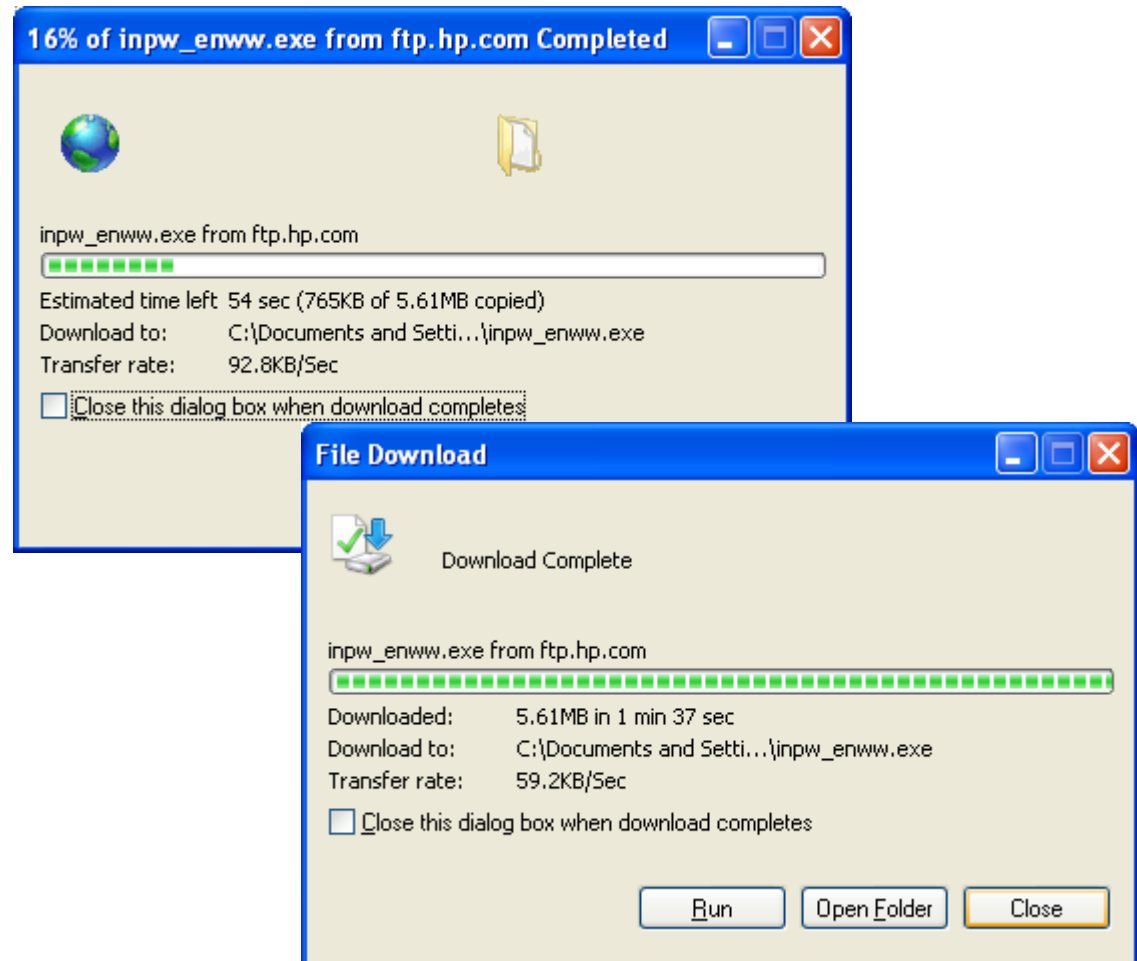 16% of inpw_enww.exe from ftp.hp.com Completed
inpw_enww.exe from ftp.hp.com
Estimated time left 54 sec (765KB of 5.61MB copied)
Download to: C:\Documents and Setti...\inpw_enww.exe
Transfer rate: 92.8KB/Sec
Close this dialog box when download completes
File Download
Download Complete
inpw_enww.exe from ftp.hp.com
Downloaded: 5.61MB in 1 min 37 sec
Download to: C:\Documents and Setti...\inpw_enww.exe
Transfer rate: 59.2KB/Sec
Close this dialog box when download completes
Run Open Folder Close